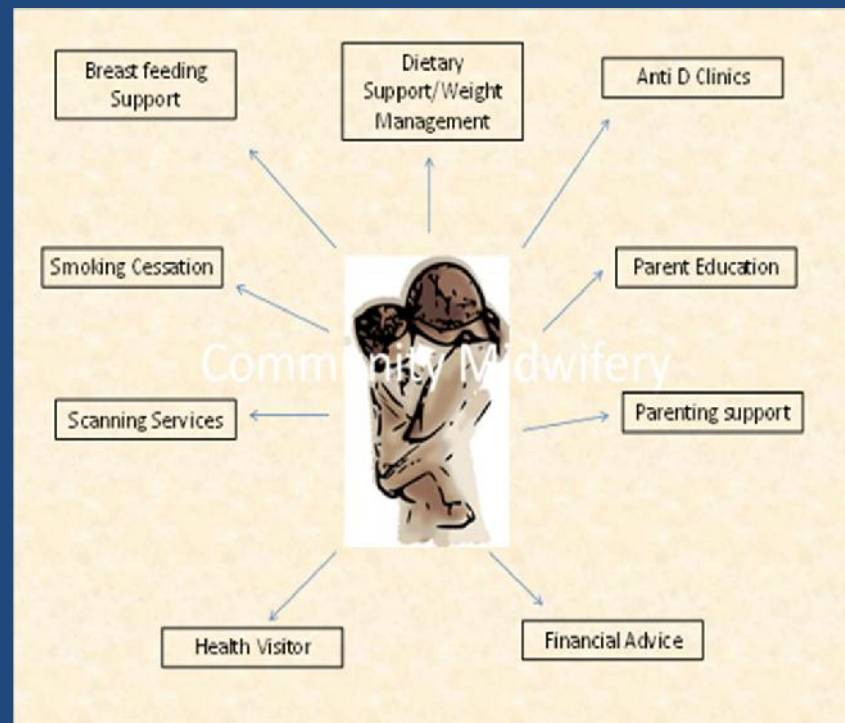 Breast feeding
Support
Dietary
Support/Weight
Management
Anti D Clinics
Smoking Cessation
Parent Education
Community Midwifery
Scanning Services
Parenting support
Health Visitor
Financial Advice